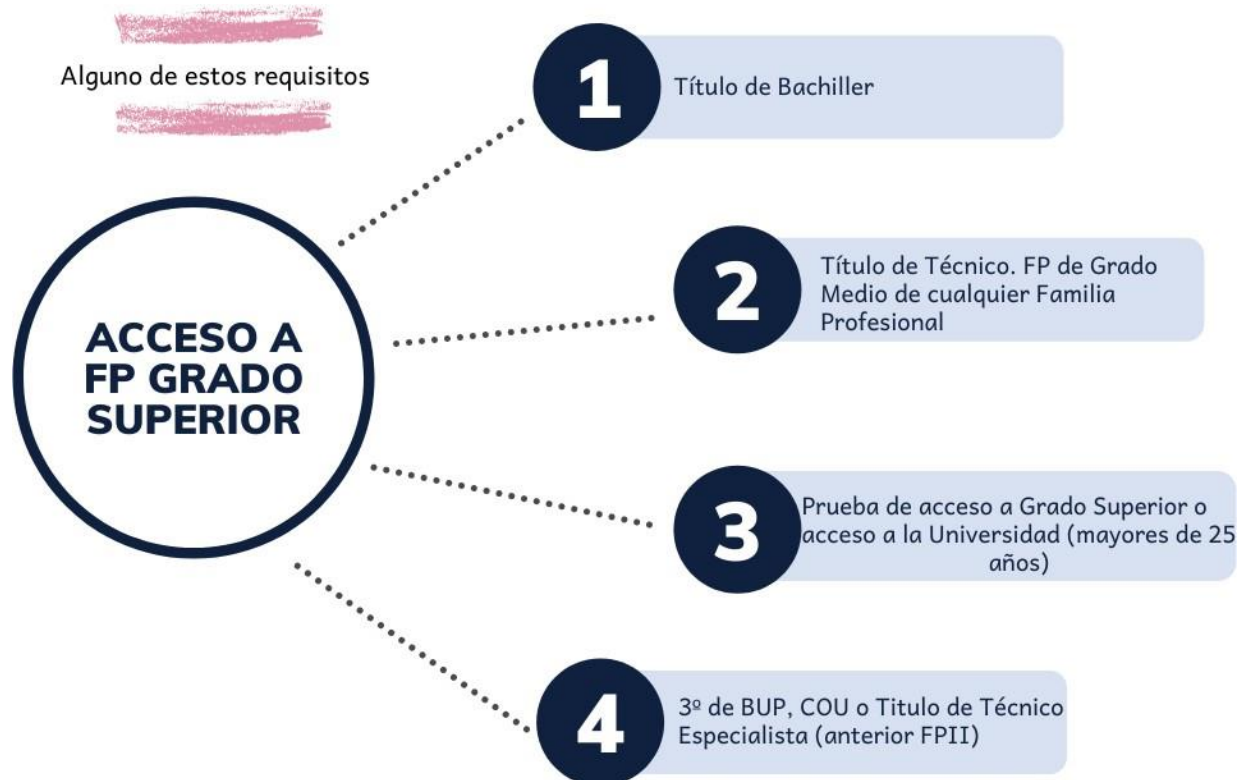 Alguno de estos requisitos
1
Título de Bachiller
ACCESO A
FP GRADO
SUPERIOR
2
Título de Técnico. FP de Grado
Medio de cualquier Familia
Profesional
3
Prueba de acceso a Grado Superior o
acceso a la Universidad (mayores de 25
años)
4
3º de BUP, COU o Titulo de Técnico
Especialista (anterior FPII)